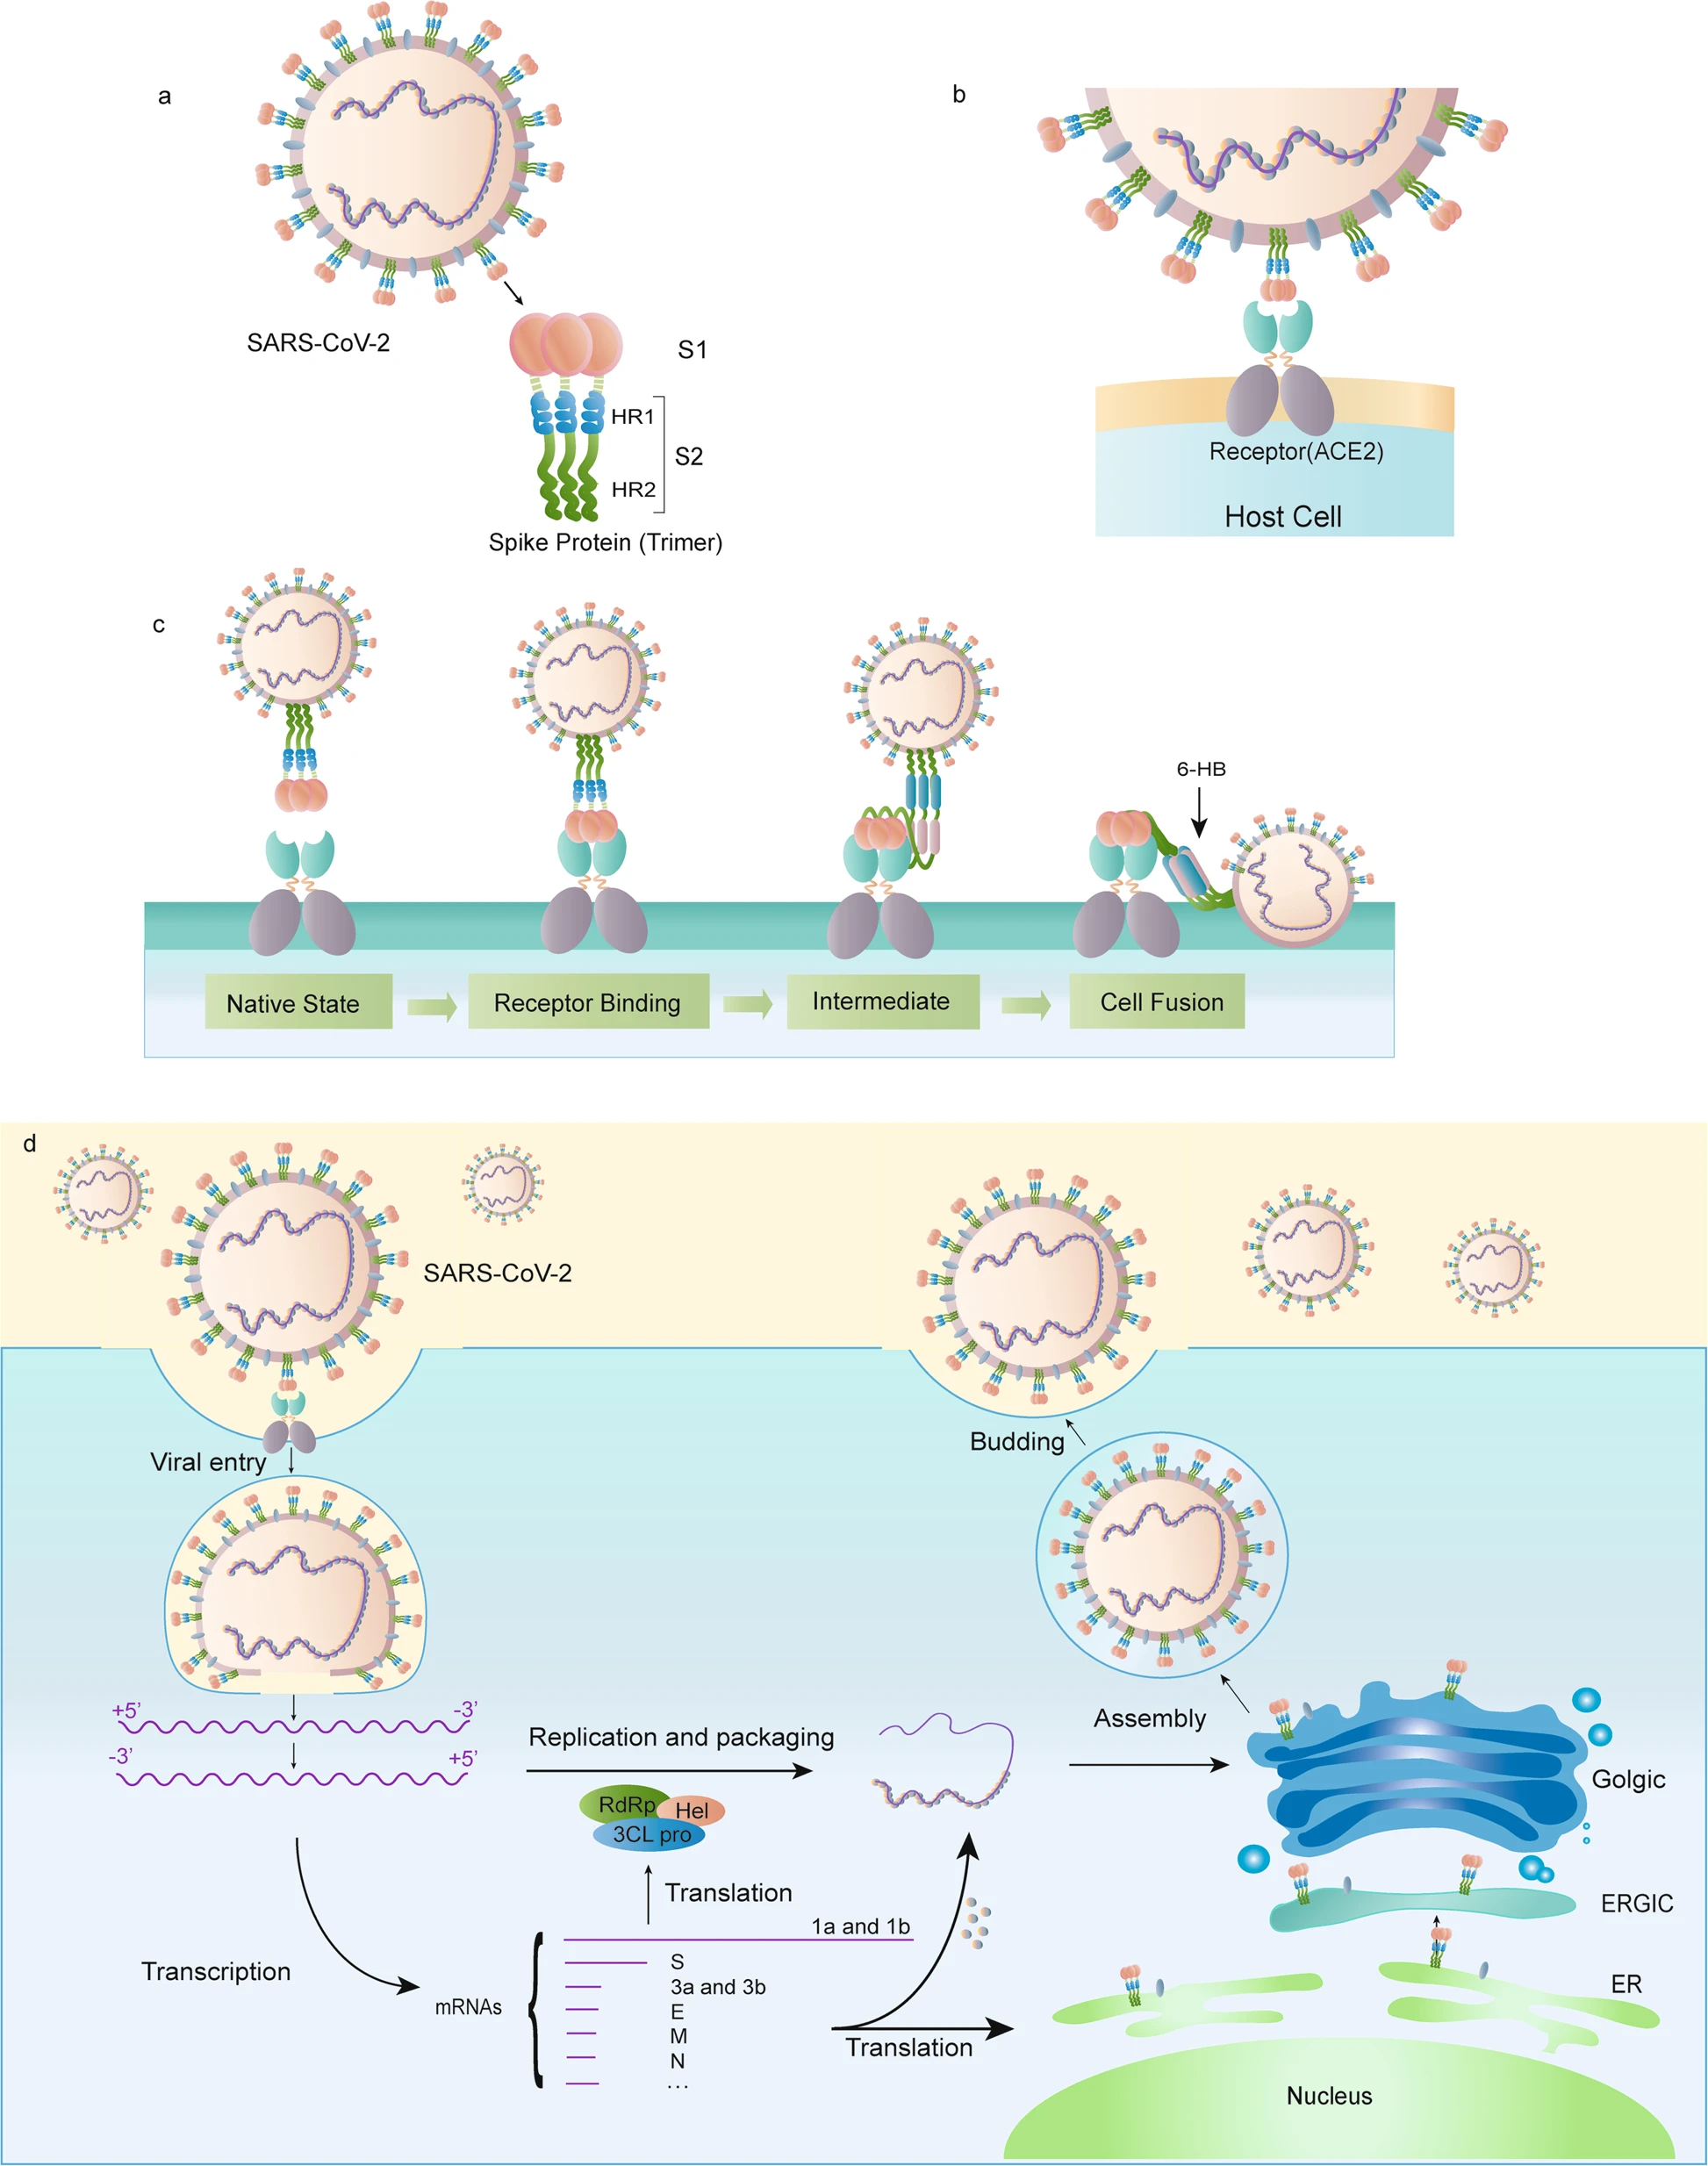 a
SARS-CoV-2
S1
HR1
S2
HR2
Spike Protein (Trimer)
b
Receptor(ACE2)
Host Cell
c
6-HB
Native State
Receptor Binding
Intermediate
Cell Fusion
d
SARS-CoV-2
Viral entry
Budding
+5’
-3’
-3’
+5’
Replication and packaging
RdRp
Hel
3CL pro
Assembly
Golgic
Translation
1a and 1b
ERGIC
Transcription
mRNAs
S
3a and 3b
E
M
N
...
Translation
ER
Nucleus